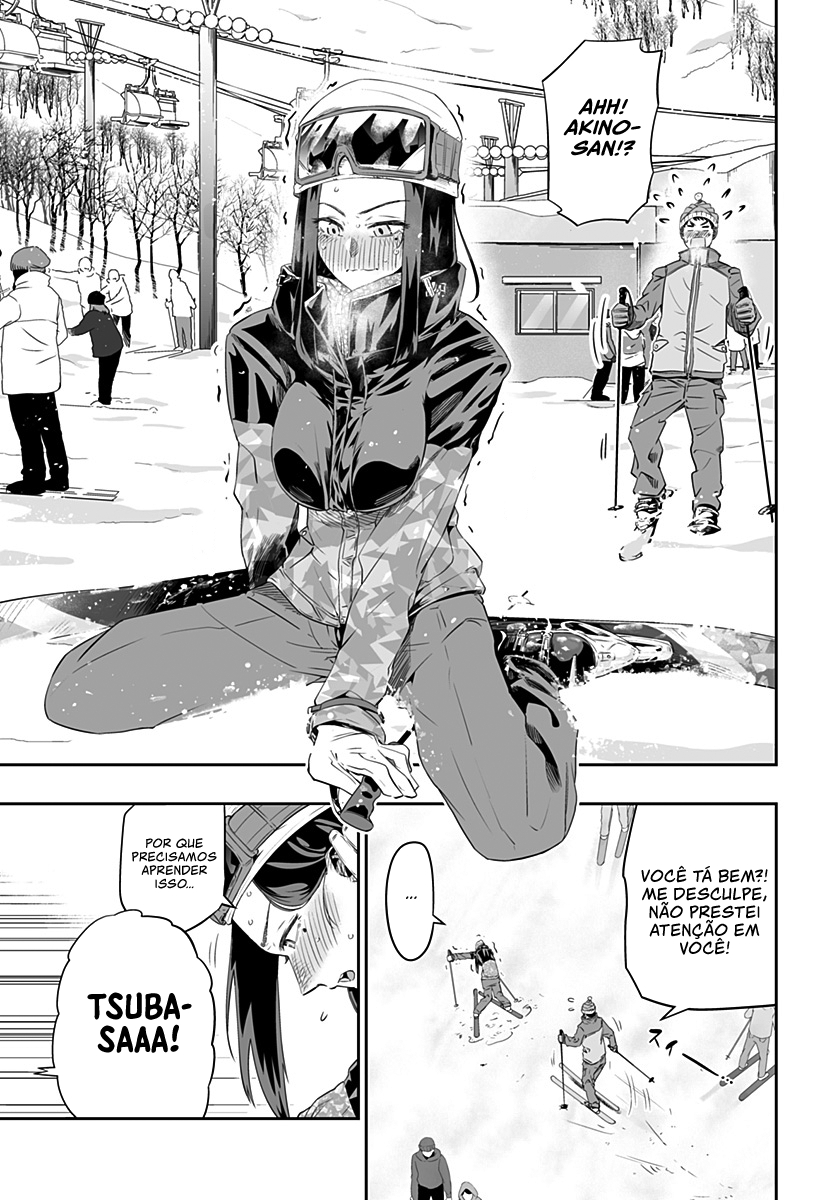 AHH!
AKINO-
SAN!?
VOCÊ TÁ BEM?!
ME DESCULPE,
NÃO PRESTEI
ATENÇÃO EM
VOCÊ!
...
POR QUE
PRECISAMOS
APRENDER
ISSO...
TSUBA-
SAAA!